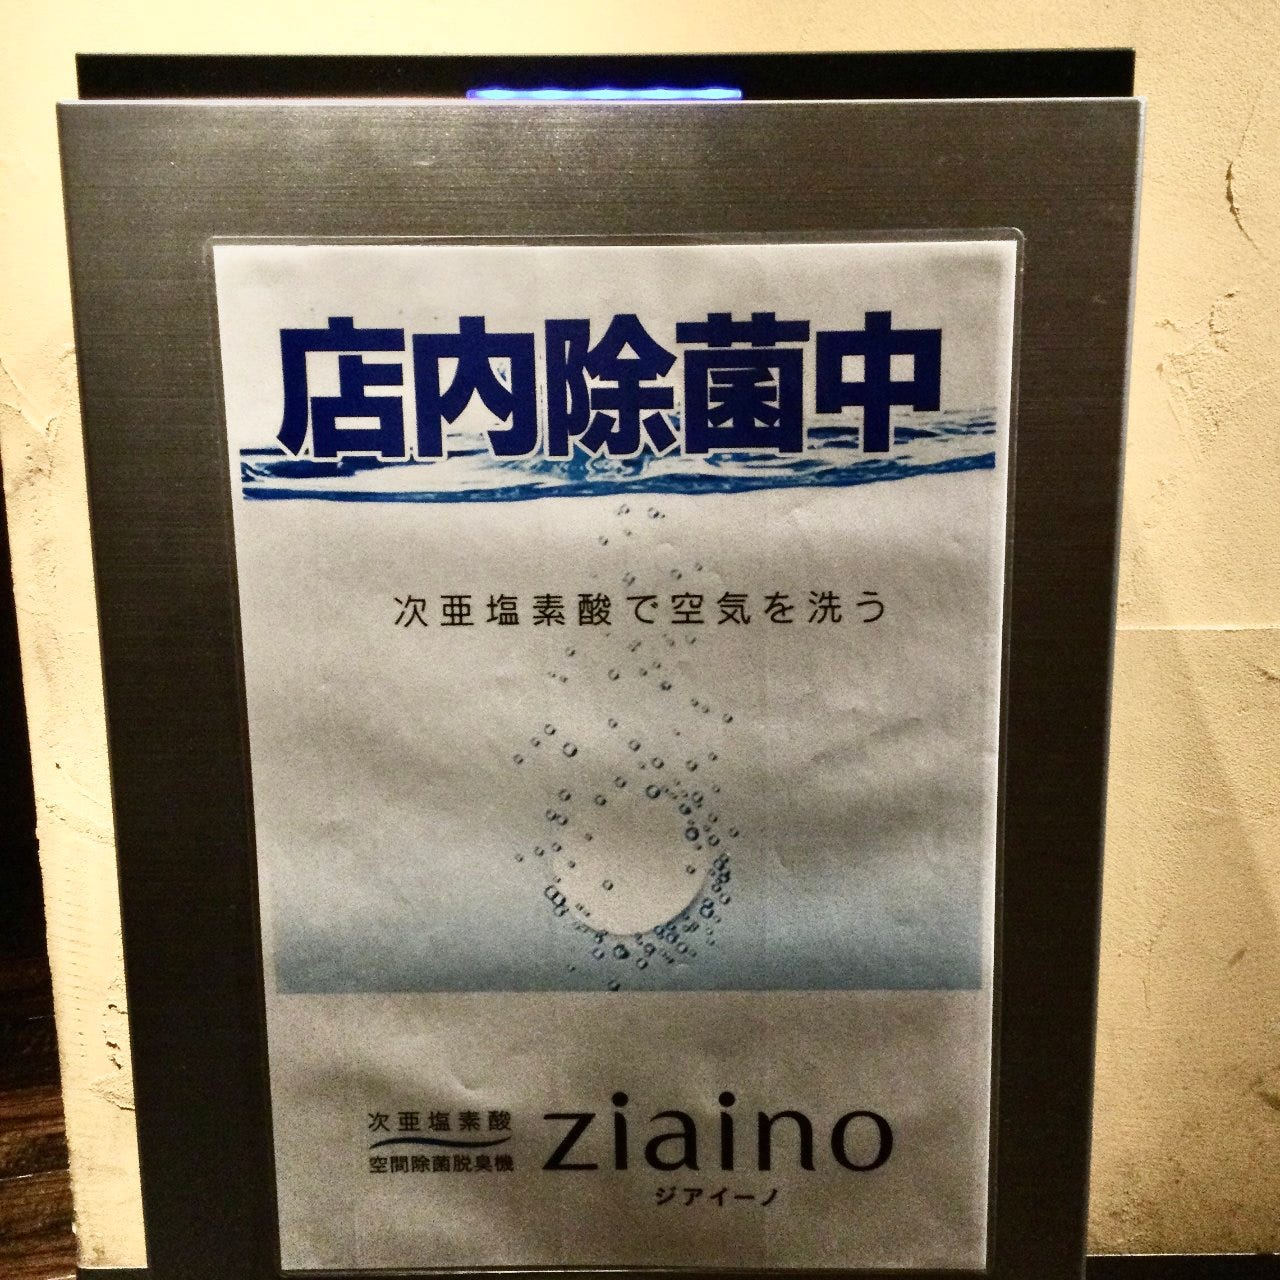 店内除菌中
次亜塩素酸で空気を洗う
次亜塩素酸
空間除菌脱臭機
ziaino
ジアイーノ